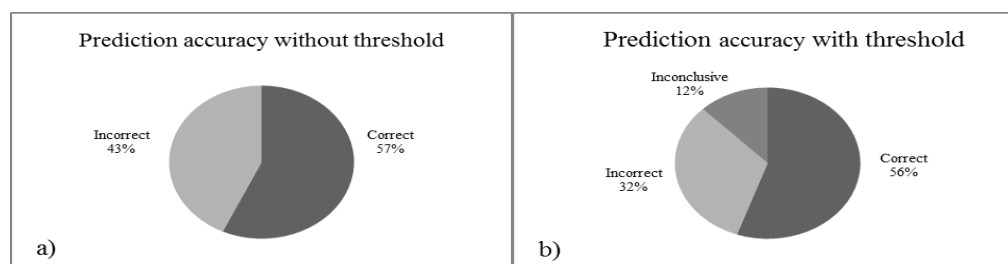 Prediction accuracy without threshold
Incorrect
43%
Correct
57%
a)
Prediction accuracy with threshold
Inconclusive
12%
Incorrect
32%
Correct
56%
b)